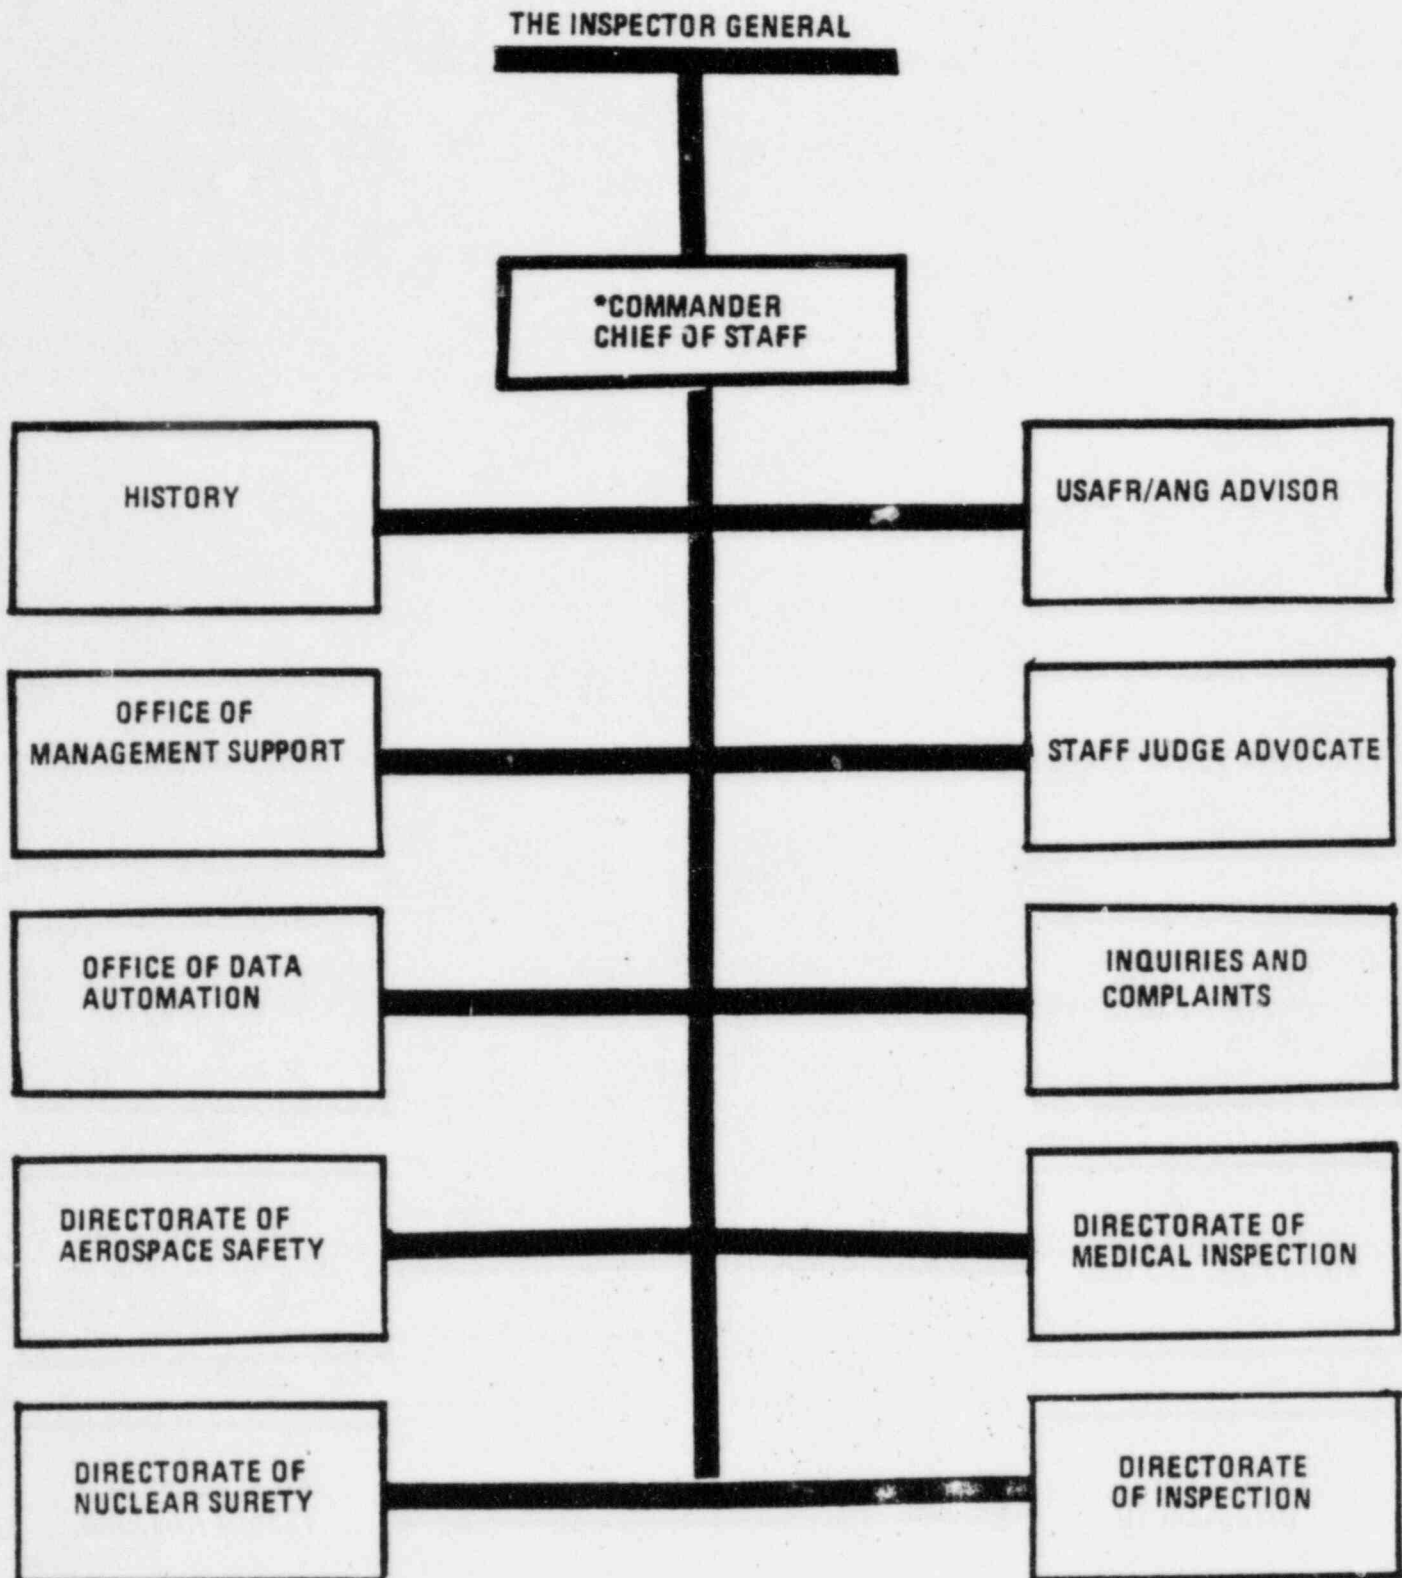 THE INSPECTOR GENERAL
*COMMANDER
CHIEF OF STAFF
HISTORY
USAFR/ANG ADVISOR
OFFICE OF
MANAGEMENT SUPPORT
STAFF JUDGE ADVOCATE
OFFICE OF DATA
AUTOMATION
INQUIRIES AND
COMPLAINTS
DIRECTORATE OF
AEROSPACE SAFETY
DIRECTORATE OF
MEDICAL INSPECTION
DIRECTORATE OF
NUCLEAR SURETY
DIRECTORATE
OF INSPECTION